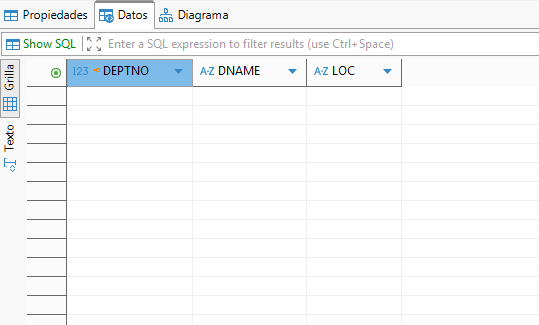 Propiedades Datos Diagrama
Show SQL Enter a SQL expression to filter results (use Ctrl+Space)
123 DEPTNO A-Z DNAME A-Z LOC
Grilla
Texto